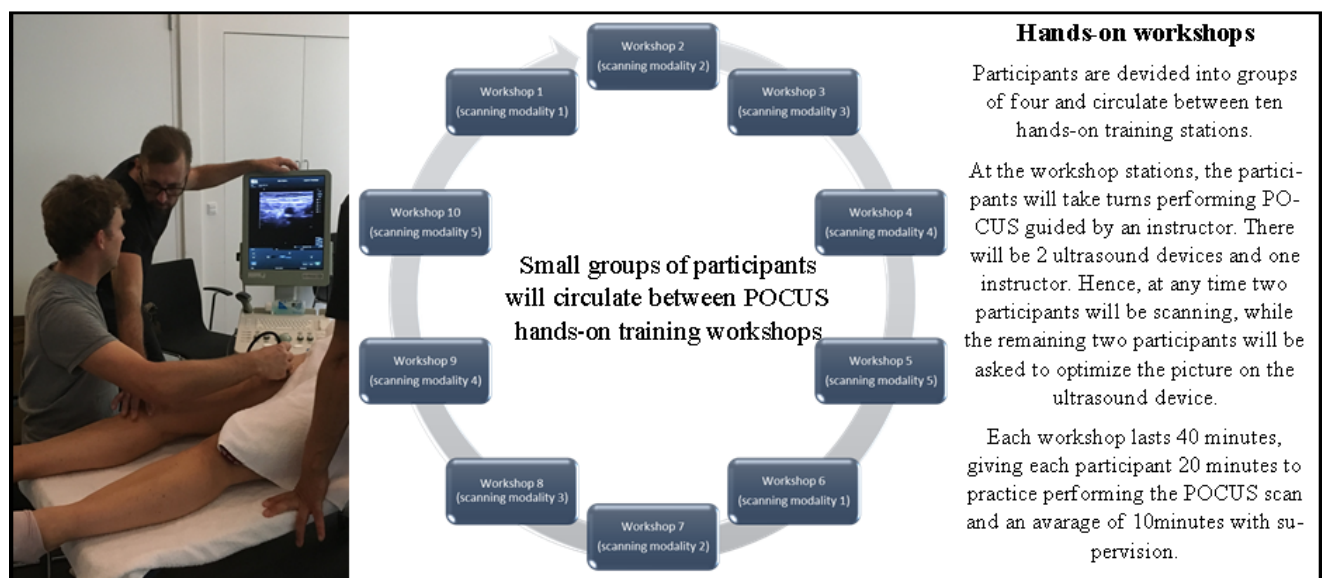 Workshop 1
(scanning modality 1)
Workshop 2
(scanning modality 2)
Workshop 3
(scanning modality 3)
Workshop 4
(scanning modality 4)
Workshop 5
(scanning modality 5)
Workshop 6
(scanning modality 1)
Workshop 7
(scanning modality 2)
Workshop 8
(scanning modality 3)
Workshop 9
(scanning modality 4)
Workshop 10
(scanning modality 5)
Small groups of participants
will circulate between POCUS
hands-on training workshops
Hands-on workshops
Participants are devided into groups
of four and circulate between ten
hands-on training stations.
At the workshop stations, the partici-
pants will take turns performing PO-
CUS guided by an instructor. There
will be 2 ultrasound devices and one
instructor. Hence, at any time two
participants will be scanning, while
the remaining two participants will be
asked to optimize the picture on the
ultrasound device.
Each workshop lasts 40 minutes,
giving each participant 20 minutes to
practice performing the POCUS scan
and an avarage of 10minutes with su-
pervision.